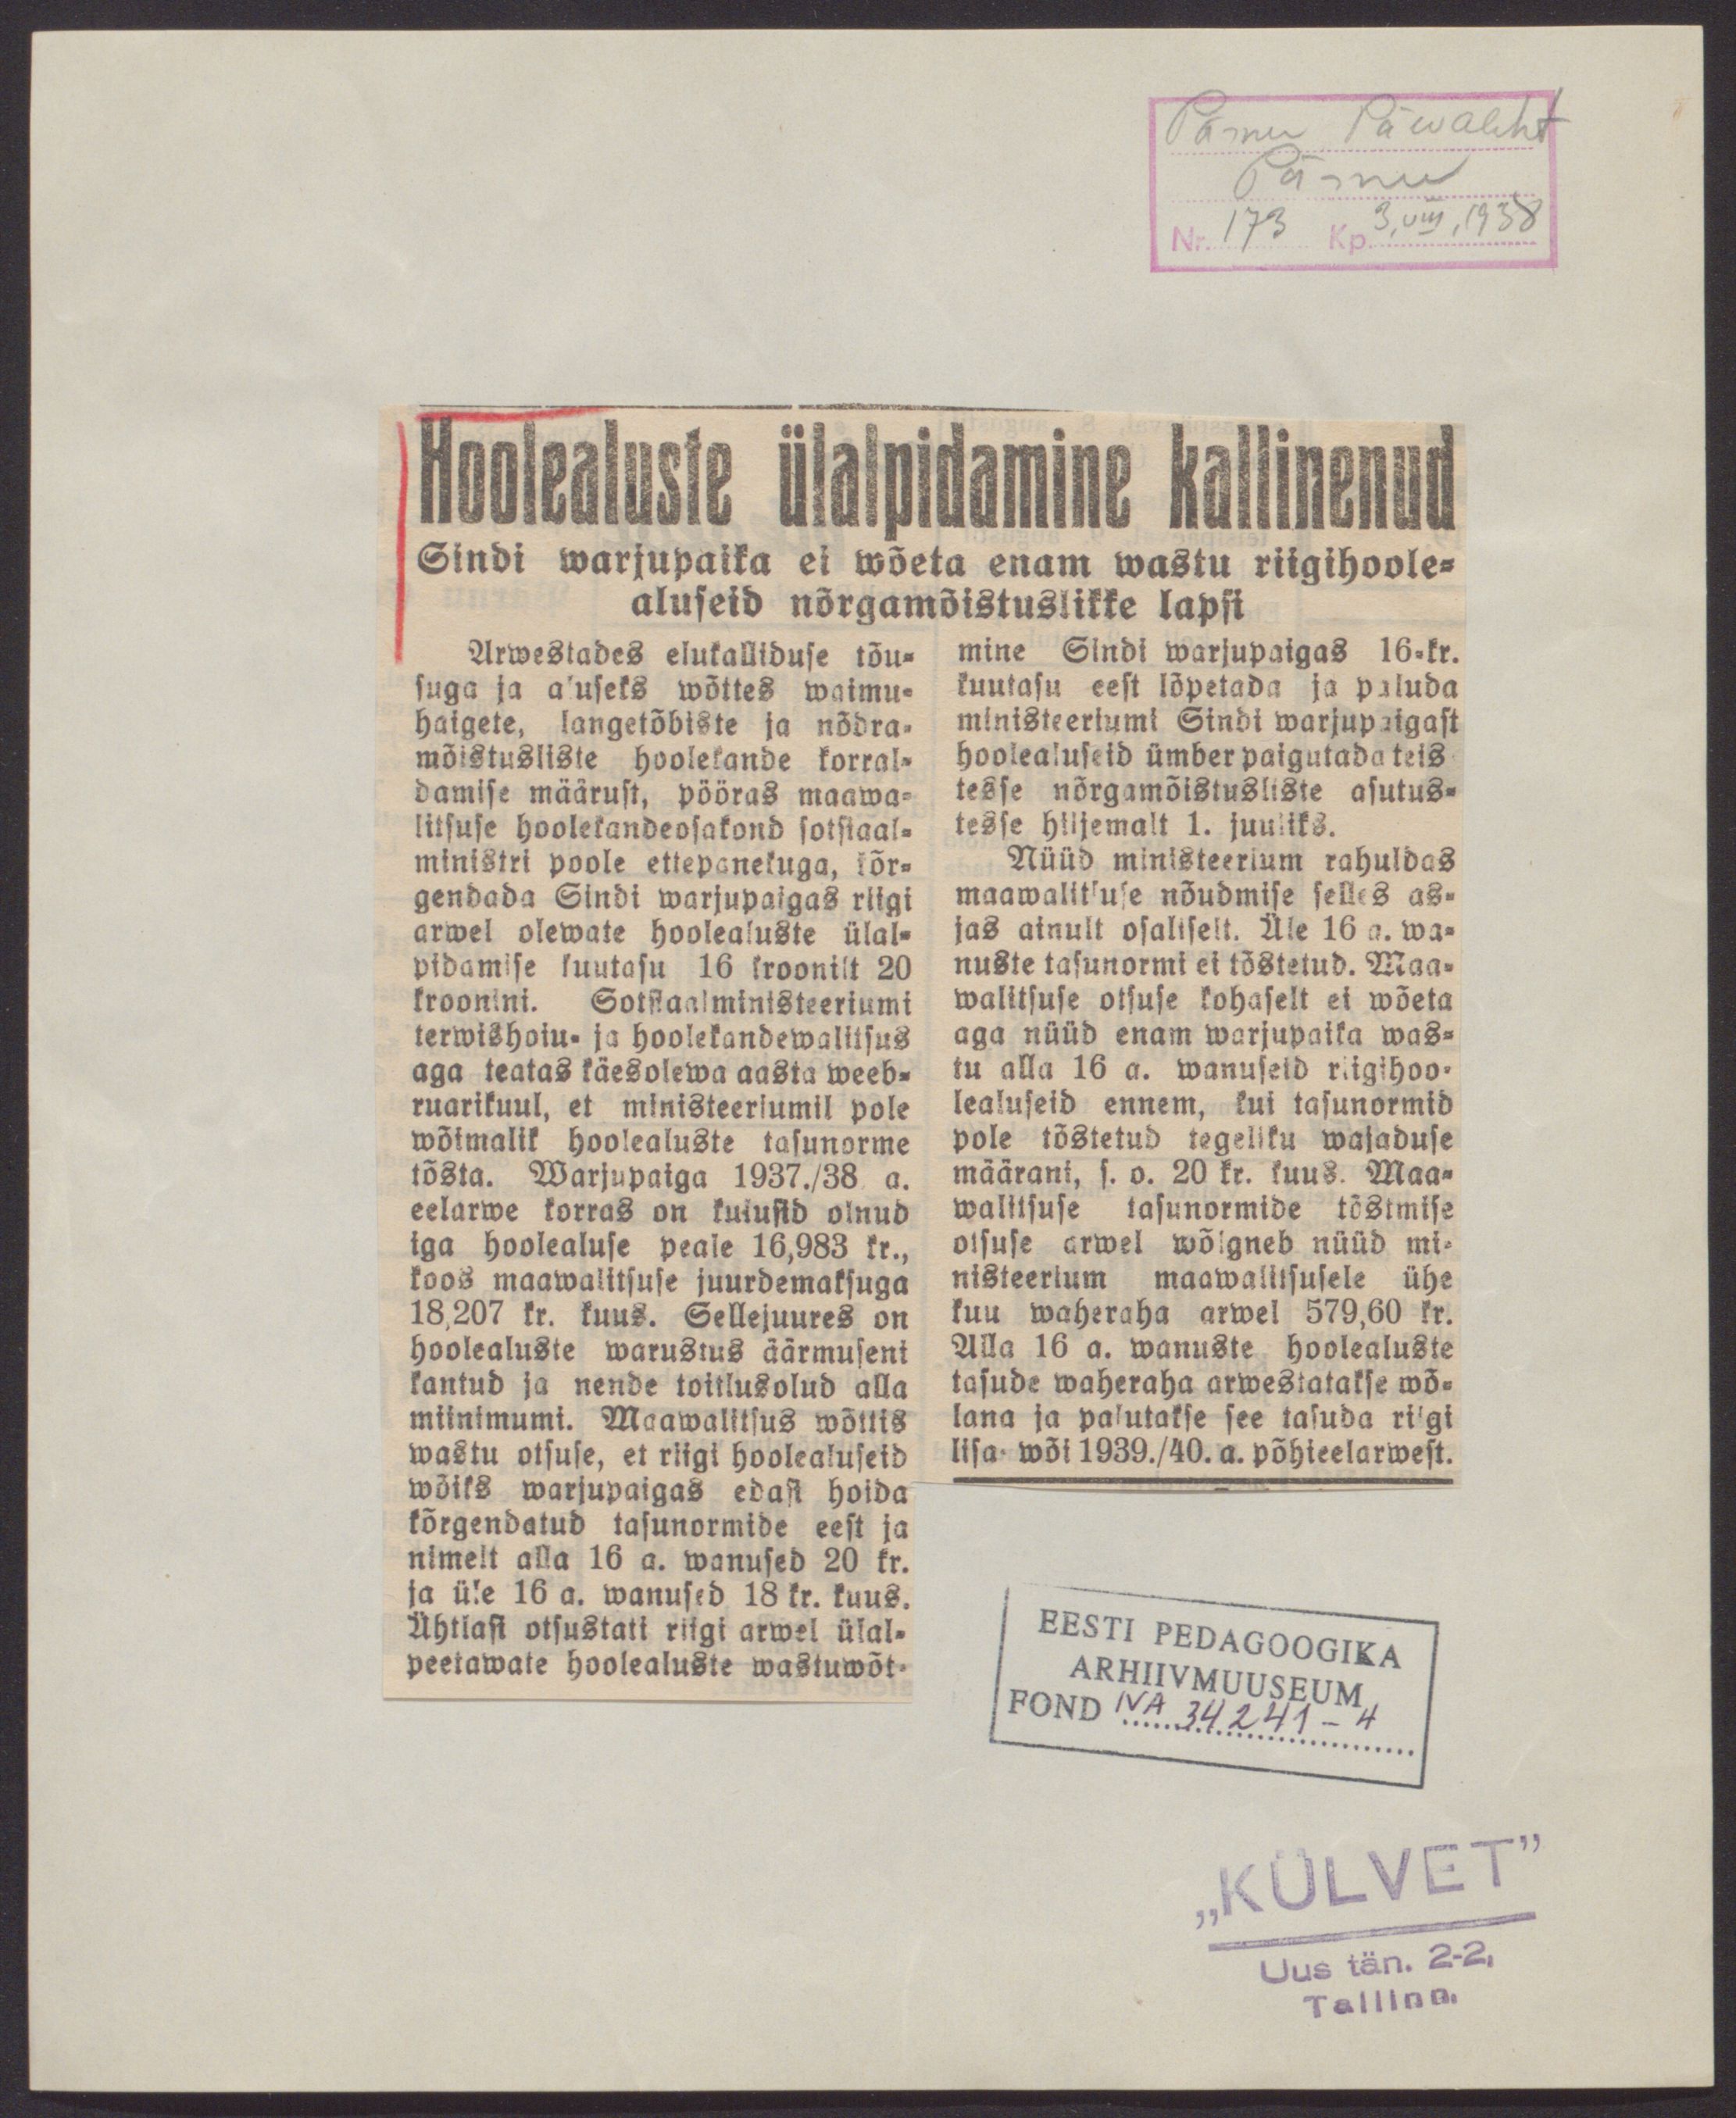 Pärnu Päwaleht
Pärnu
Nr. 173 Kp. 3.VIII.1938
Hoolealuste ülalpidamine kallinenud
Sindi warjupaika ei wõeta enam wastu riigihoole-
aluseid nõrgamõistuslikke lapsi
Arwestades elukalliduse tõu-
suga ja aluseks wõttes waimu-
haigete, langetõbiste ja nõdra-
mõistusliste hoolekande korral-
damise määrust, pööras maawa-
litsuse hoolekandeosakond sotsiaal-
ministri poole ettepanekuga, kõr-
gendada Sindi warjupaigas riigi
arwel olewate hoolealuste ülal-
pidamise kuutasu 16 kroonilt 20
kroonini. Sotsiaalministeeriumi
terwishoiu- ja hoolekandewalitsus
aga teatas käesolewa aasta weeb-
ruarikuul, et ministeeriumil pole
wõimalik hoolealuste tasunorme
tõsta. Warjupaiga 1937./38. a.
eelarwe korras on kulusid olnud
iga hoolealuse peale 16,983 kr.,
koos maawalitsuse juurdemaksuga
18,207 kr. kuus. Sellejuures on
hoolealuste warustus äärmuseni
kantud ja nende toitlusolud alla
miinimumi. Maawalitsus wõttis
wastu otsuse, et riigi hoolealuseid
wõiks warjupaigas edasi hoida
kõrgendatud tasunormide eest ja
nimelt alla 16 a. wanused 20 kr.
ja üle 16 a. wanused 18 kr. kuus.
Ühtlasi otsustati riigi arwel ülal-
peetawate hoolealuste wastuwõt-
mine Sindi warjupaigas 16-kr.
kuutasu eest lõpetada ja paluda
ministeeriumi Sindi warjupaigast
hoolealuseid ümber paigutada teis
tesse nõrgamõistusliste asutus-
tesse hiljemalt 1. juuliks.
Nüüd ministeerium rahuldas
maawalitsuse nõudmise selles as-
jas ainult osaliselt. Üle 16 a. wa-
nuste tasunormi ei tõstetud. Maa-
walitsuse otsuse kohaselt ei wõeta
aga nüüd enam warjupaika was-
tu alla 16 a. wanuseid riigihoo-
lealuseid ennem, kui tasunormid
pole tõstetud tegeliku wajaduse
määrani, s. o. 20 kr. kuus. Maa-
walitsuse tasunormide tõstmise
otsuse arwel wõlgneb nüüd mi-
nisteerium maawalitsusele ühe
kuu waheraha arwel 579,60 kr.
Alla 16 a. wanuste hoolealuste
tasude waheraha arwestatakse wõ-
lana ja palutakse see tasuda riigi
lisa- wõi 1939./40. a. põhieelarwest.
EESTI PEDAGOOGIKA
ARHIIVMUUSEUM
FOND IVA 34241-4
„KÜLVET”
Uus tän. 2-2,
Tallinn.